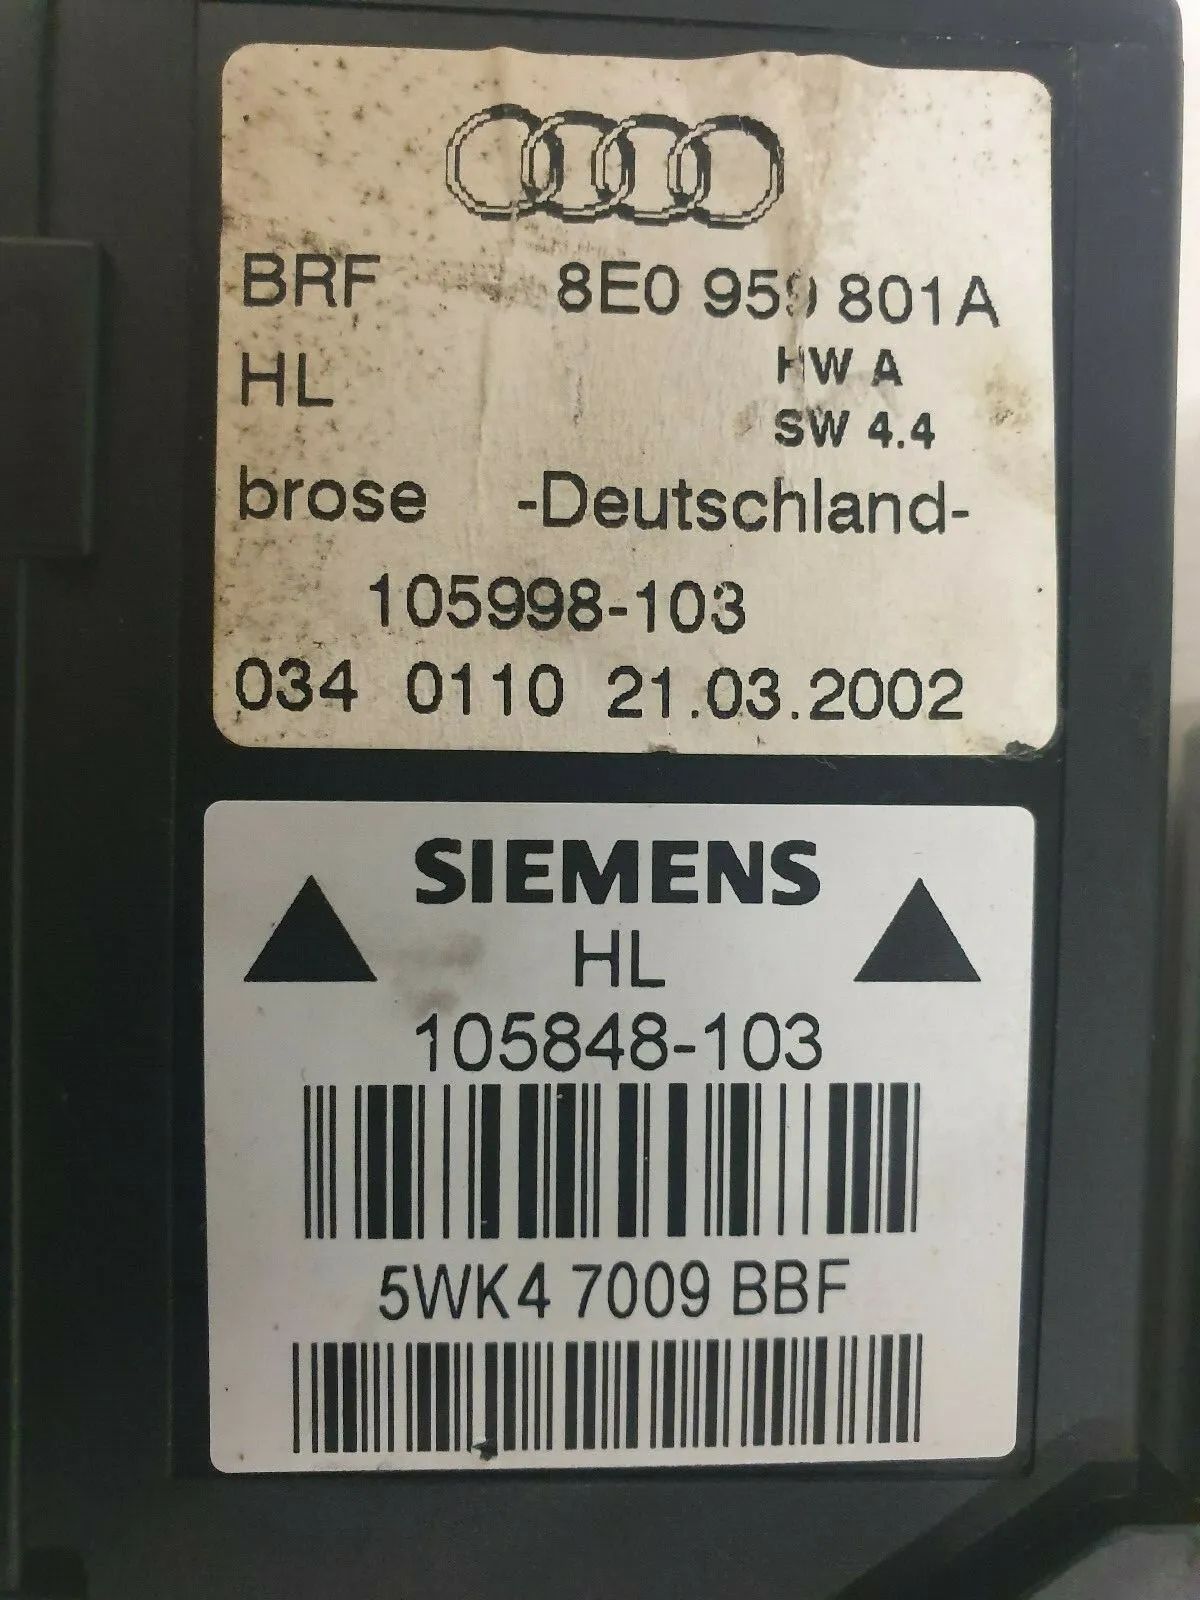 BRF 8E0 959 801A
HL HW A
SW 4.4
brose -Deutschland-
105998-103
034 0110 21.03.2002
SIEMENS
HL
105848-103
5WK4 7009 BBF